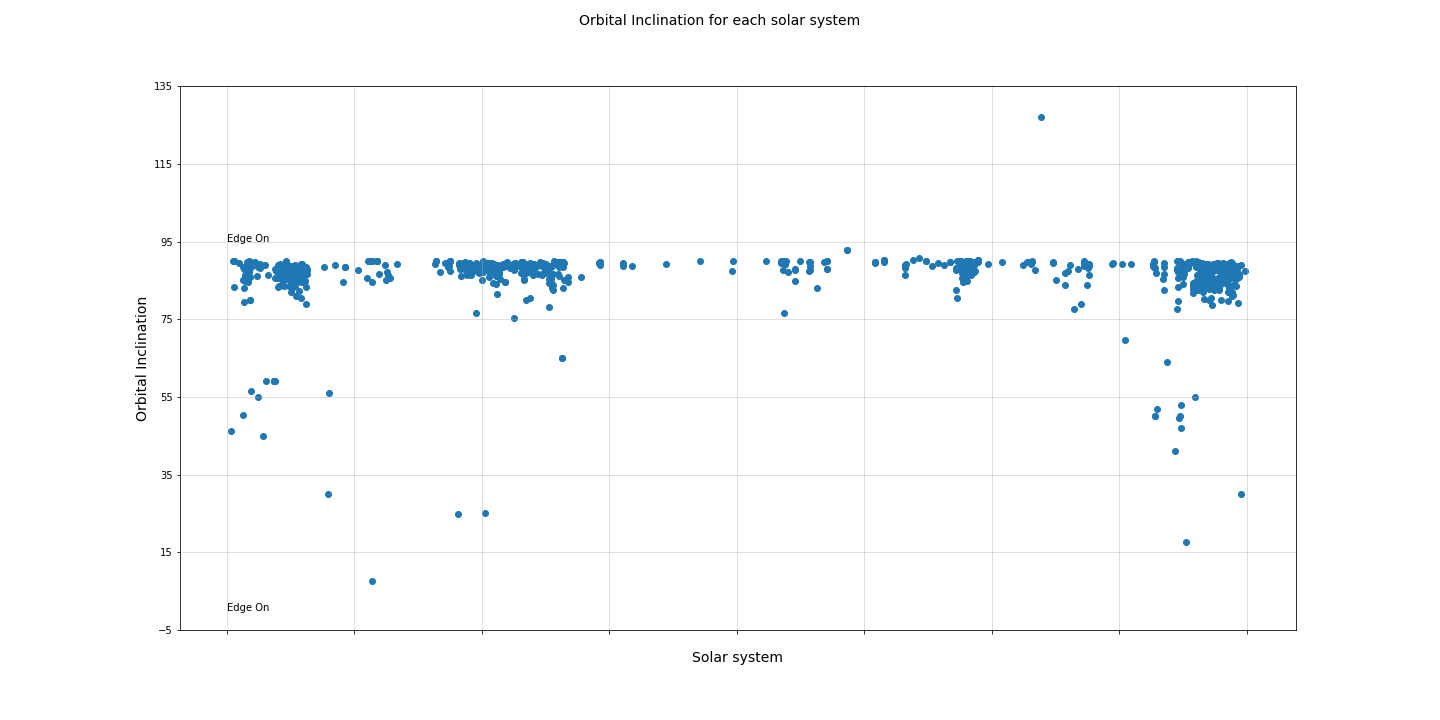 Orbital Inclination for each solar system
135
115
95
Edge On
75
55
35
15
Edge On
−5
Orbital Inclination
Solar system